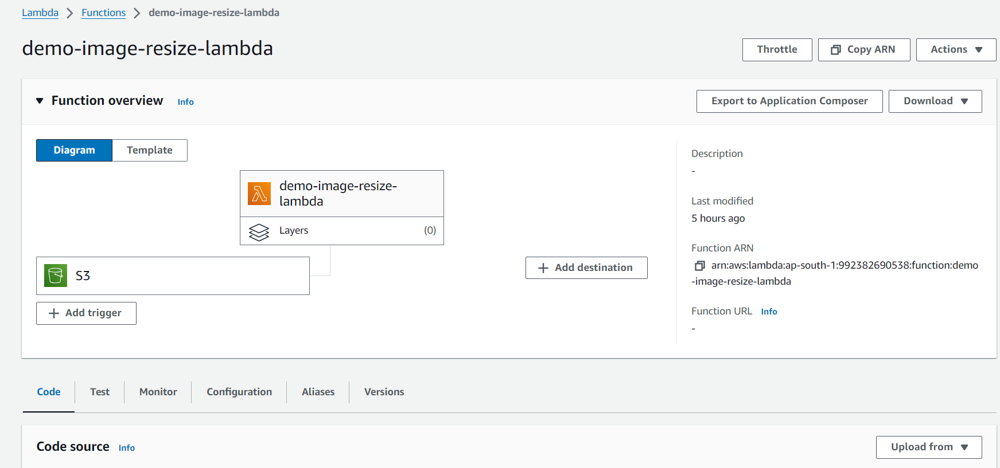 Lambda > Functions > demo-image-resize-lambda
demo-image-resize-lambda
Throttle
Copy ARN
Actions
Function overview Info
Export to Application Composer
Download
Diagram
Template
demo-image-resize-
lambda
Layers (0)
S3
Add trigger
Add destination
Description
-
Last modified
5 hours ago
Function ARN
arn:aws:lambda:ap-south-1:992382690538:function:demo
-image-resize-lambda
Function URL Info
-
Code
Test
Monitor
Configuration
Aliases
Versions
Code source Info
Upload from